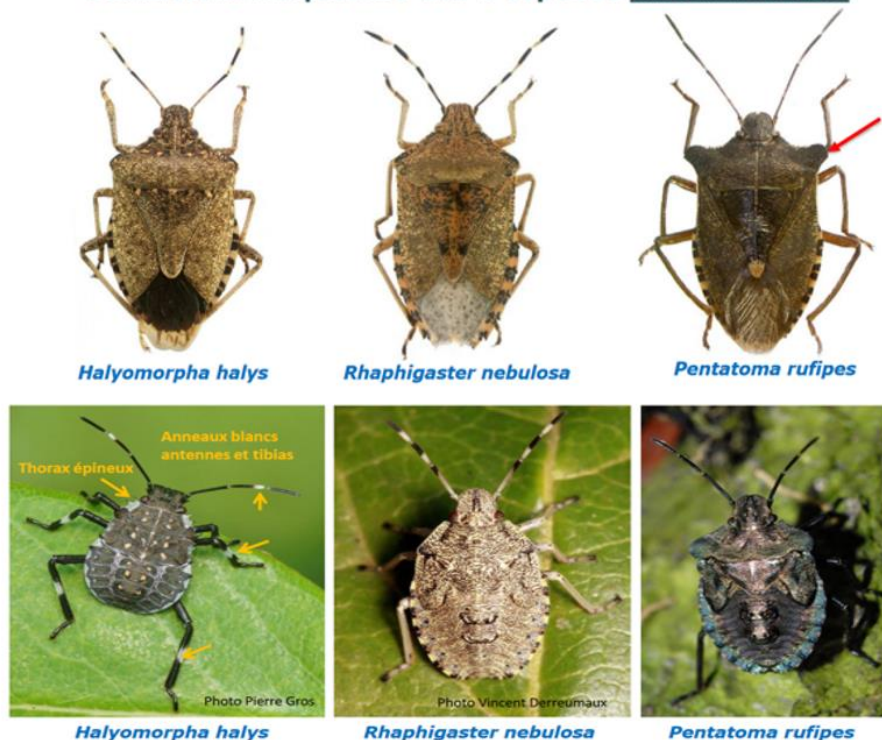 Halyomorpha halys
Rhaphigaster nebulosa
Pentatoma rufipes
Anneaux blancs
antennes et tibias
Thorax épineux
Photo Pierre Gros
Photo Vincent Derreumaux
Halyomorpha halys
Rhaphigaster nebulosa
Pentatoma rufipes